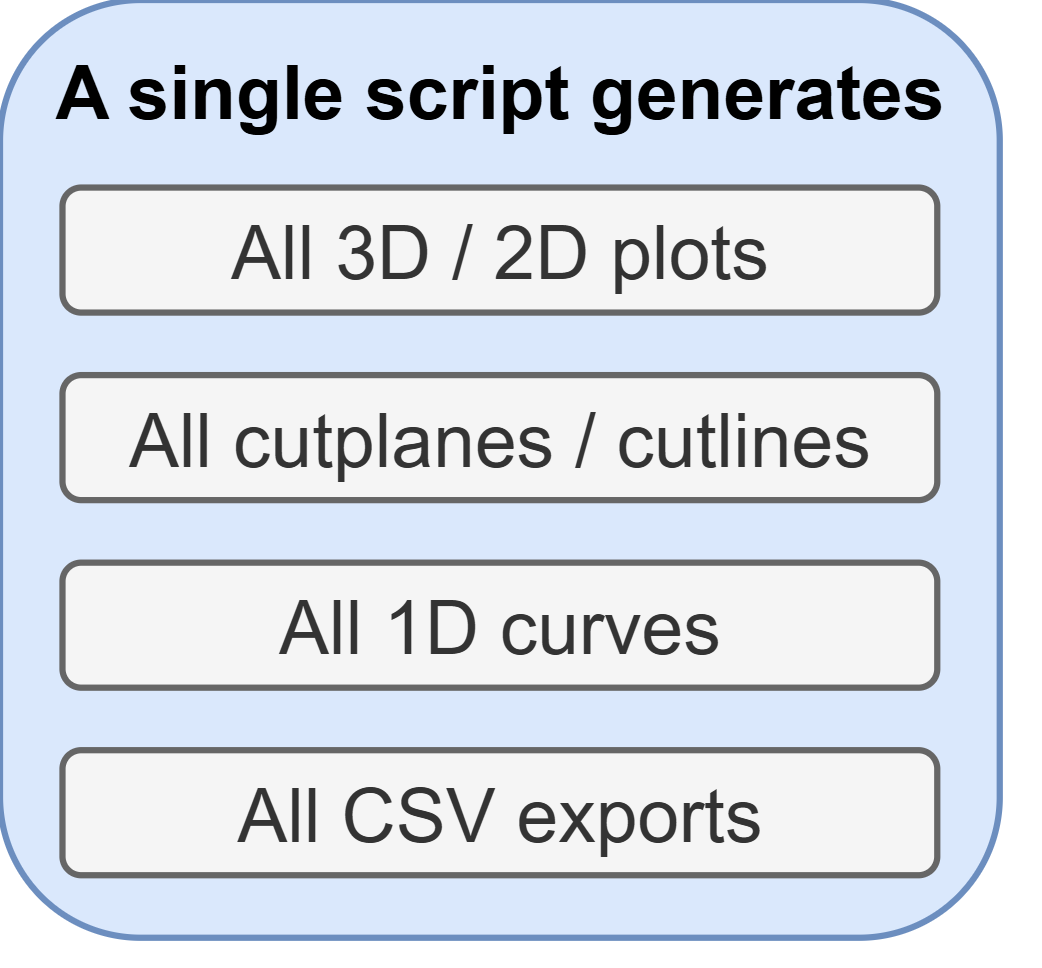 A single script generates
All 3D / 2D plots
All cutplanes / cutlines
All 1D curves
All CSV exports